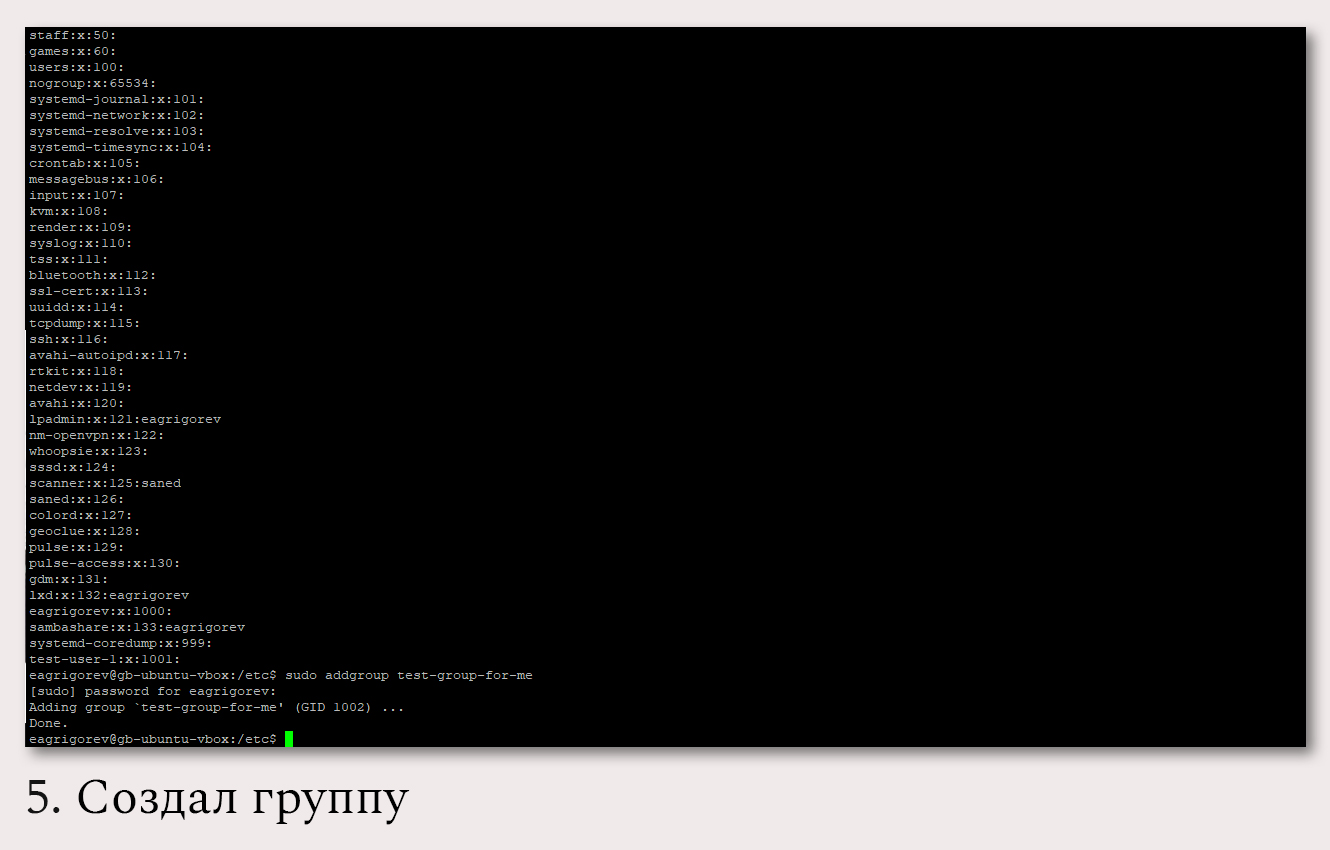 staff:x:50:
games:x:60:
users:x:100:
nogroup:x:65534:
systemd-journal:x:101:
systemd-network:x:102:
systemd-resolve:x:103:
systemd-timesync:x:104:
crontab:x:105:
messagebus:x:106:
input:x:107:
kvm:x:108:
render:x:109:
syslog:x:110:
tss:x:111:
bluetooth:x:112:
ssl-cert:x:113:
uuidd:x:114:
tcpdump:x:115:
ssh:x:116:
avahi-autoipd:x:117:
rtkit:x:118:
netdev:x:119:
avahi:x:120:
lpadmin:x:121:eagrigorev
nm-openvpn:x:122:
whoopsie:x:123:
sssd:x:124:
scanner:x:125:saned
saned:x:126:
colord:x:127:
geoclue:x:128:
pulse:x:129:
pulse-access:x:130:
gdm:x:131:
lxd:x:132:eagrigorev
eagrigorev:x:1000:
sambashare:x:133:eagrigorev
systemd-coredump:x:999:
test-user-1:x:1001:
eagrigorev@gb-ubuntu-vbox:/etc$ sudo addgroup test-group-for-me
[sudo] password for eagrigorev:
Adding group `test-group-for-me' (GID 1002) ...
Done.
eagrigorev@gb-ubuntu-vbox:/etc$
5. Создал группу